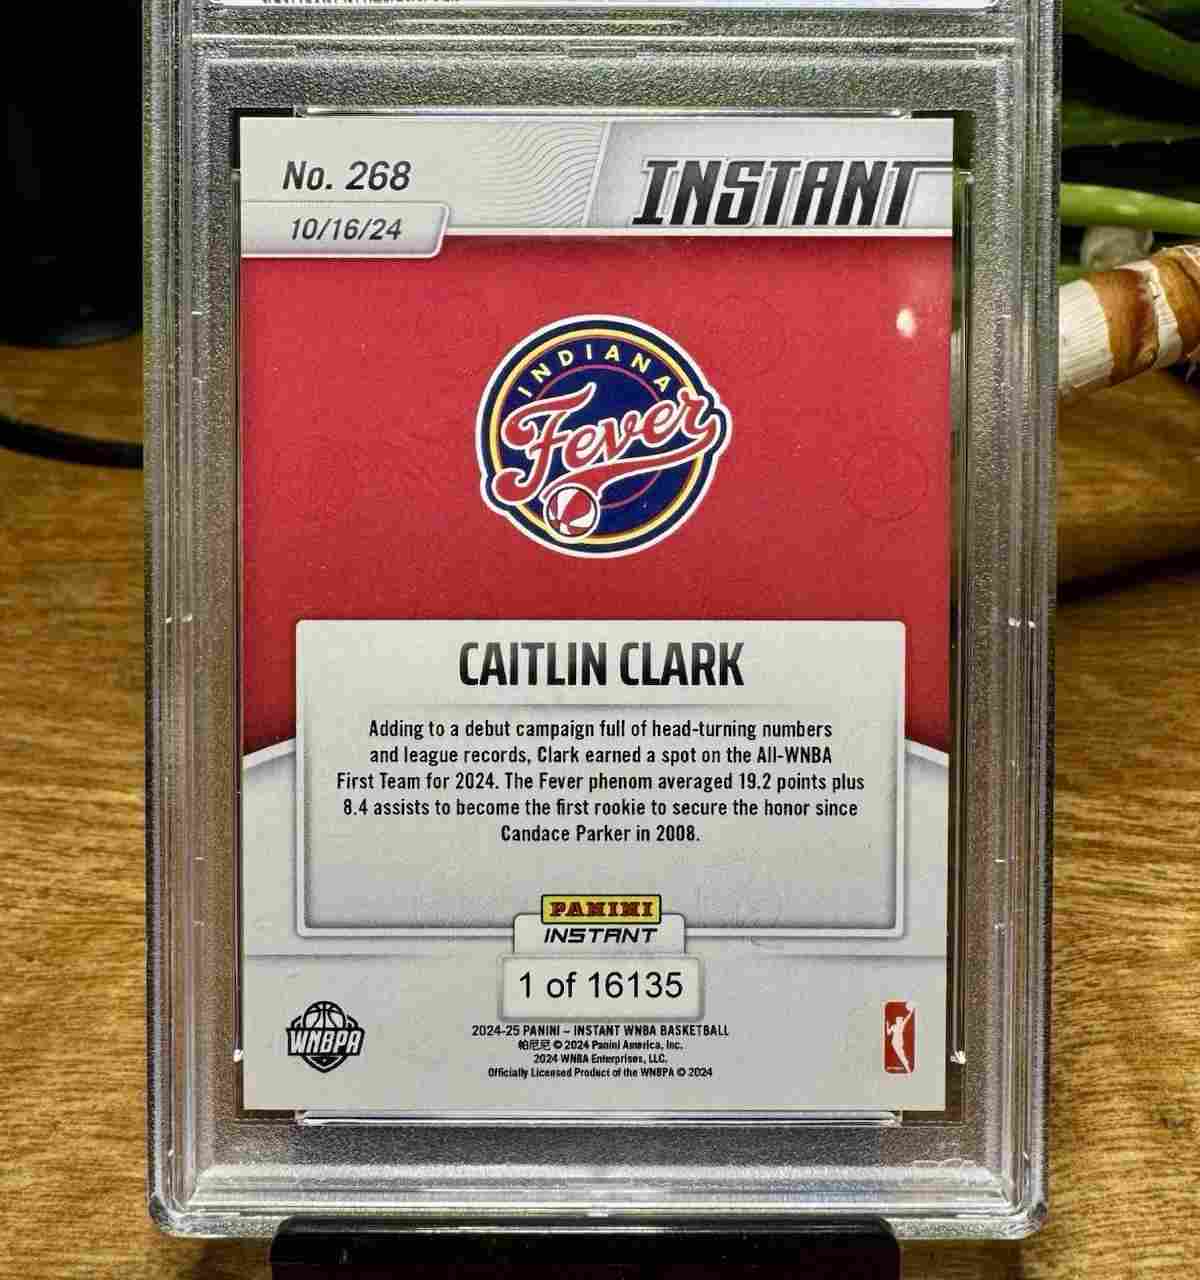 No. 268
INSTANT
10/16/24
INDIANA
Fever
CAITLIN CLARK
Adding to a debut campaign full of head-turning numbers
and league records, Clark earned a spot on the All-WNBA
First Team for 2024. The Fever phenom averaged 19.2 points plus
8.4 assists to become the first rookie to secure the honor since
Candace Parker in 2008.
PANINI
INSTANT
1 of 16135
WNBPA
2024-25 PANINI – INSTANT WNBA BASKETBALL
帕尼尼 © 2024 Panini America, Inc.
2024 WNBA Enterprises, LLC.
Officially Licensed Product of the WNBPA © 2024